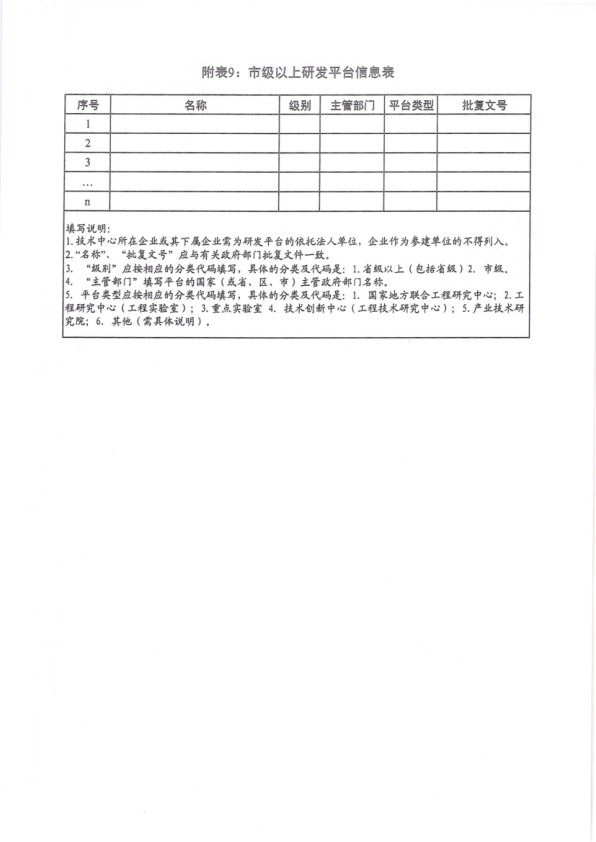 附表9：市级以上研发平台信息表
序号 名称 级别 主管部门 平台类型 批复文号
1
2
3
…
n
填写说明：
1.技术中心所在企业或其下属企业需为研发平台的依托法人单位，企业作为参建单位的不得列入。
2.“名称”、“批复文号”应与有关政府部门批复文件一致。
3. “级别”应按相应的分类代码填写，具体的分类及代码是：1.省级以上（包括省级）2. 市级。
4. “主管部门”填写平台的国家（或省、区、市）主管政府部门名称。
5. 平台类型应按相应的分类代码填写，具体的分类及代码是：1. 国家地方联合工程研究中心；2.工
程研究中心（工程实验室）；3.重点实验室 4. 技术创新中心（工程技术研究中心）；5.产业技术研
究院；6. 其他（需具体说明）。